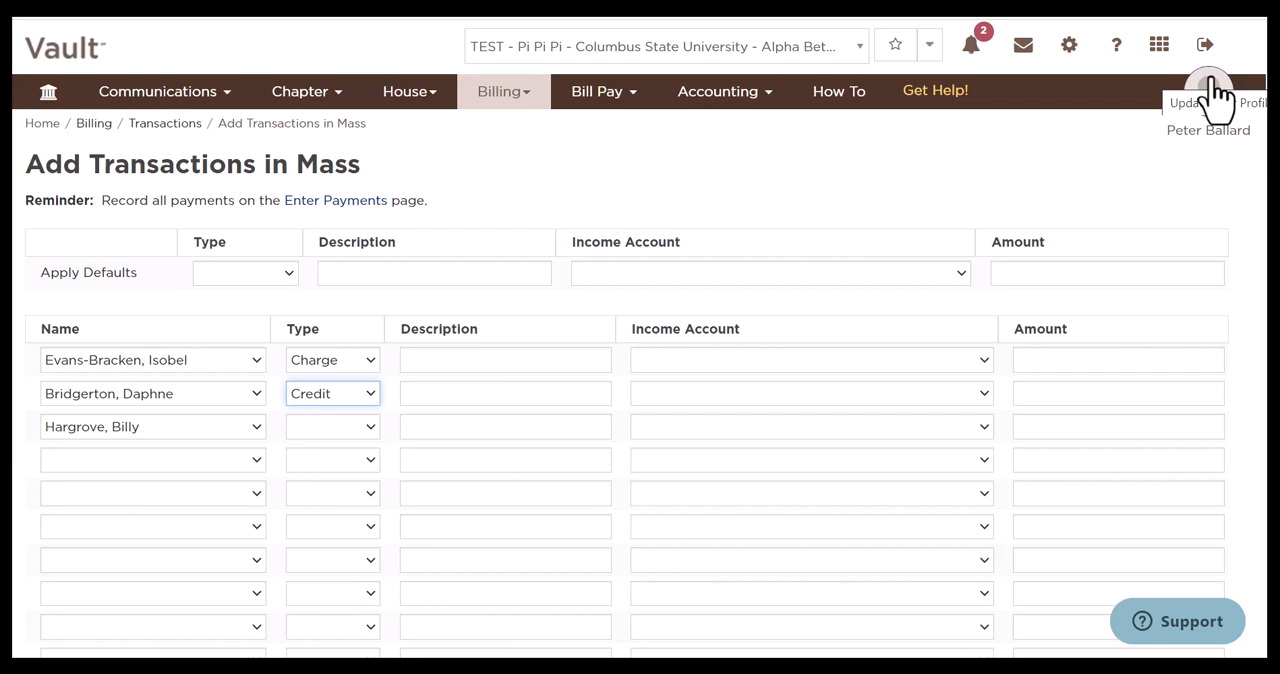 Vault
TEST - Pi Pi Pi - Columbus State University - Alpha Bet...
2
?
Communications
Chapter
House
Billing
Bill Pay
Accounting
How To
Get Help!
Home / Billing / Transactions / Add Transactions in Mass
Peter Ballard
Add Transactions in Mass
Reminder: Record all payments on the Enter Payments page.
Type Description Income Account Amount
Apply Defaults
Name Type Description Income Account Amount
Evans-Bracken, Isobel Charge
Bridgerton, Daphne Credit
Hargrove, Billy
? Support